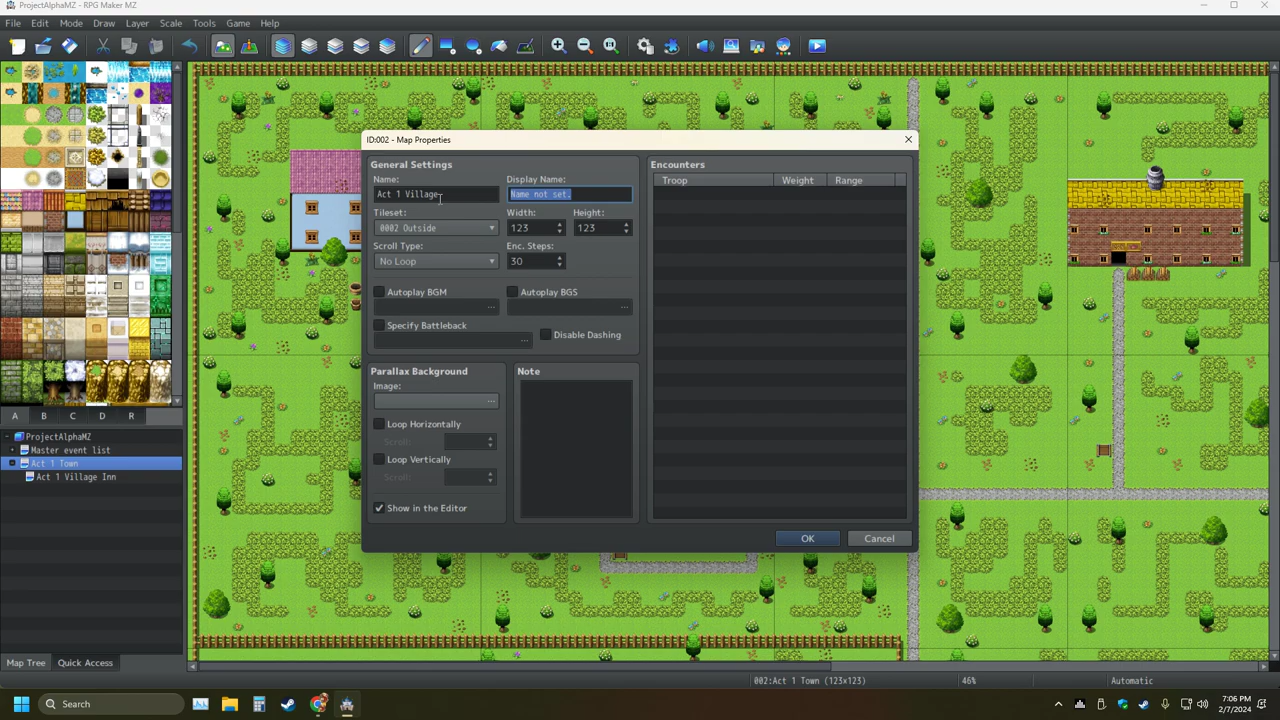 ProjectAlphaMZ - RPG Maker MZ
File Edit Mode Draw Layer Scale Tools Game Help
ID:002 - Map Properties
General Settings
Encounters
Name:
Display Name:
Troop Weight Range
Act 1 Village
Name not set.
Tileset:
Width:
Height:
0002 Outside
123
123
Scroll Type:
Enc. Steps:
No Loop
30
Autoplay BGM
Autoplay BGS
Specify Battleback
Disable Dashing
Parallax Background
Note
Image:
Loop Horizontally
Scroll:
Loop Vertically
Scroll:
Show in the Editor
OK
Cancel
A B C D R
ProjectAlphaMZ
Master event list
Act 1 Town
Act 1 Village Inn
Map Tree
Quick Access
002:Act 1 Town (123x123)
46%
Automatic
Search
7:06 PM
2/7/2024